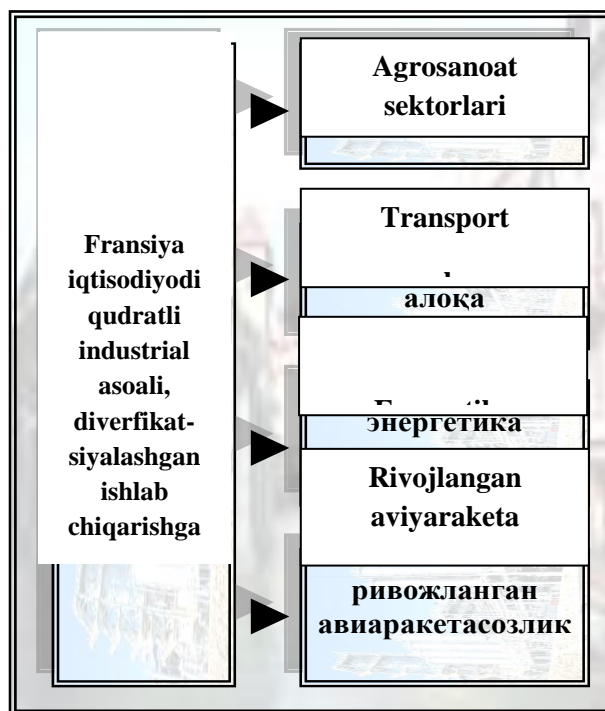 Fransiya
iqtisodiyodi
qudratli
industrial
asoali,
diverfikat-
siyalashgan
ishlab
chiqarishga
Agrosanoat
sektorlari
Transport
алоқа
энергетика
Rivojlangan
aviyaraketa
ривожланган
авиаракетасозлик